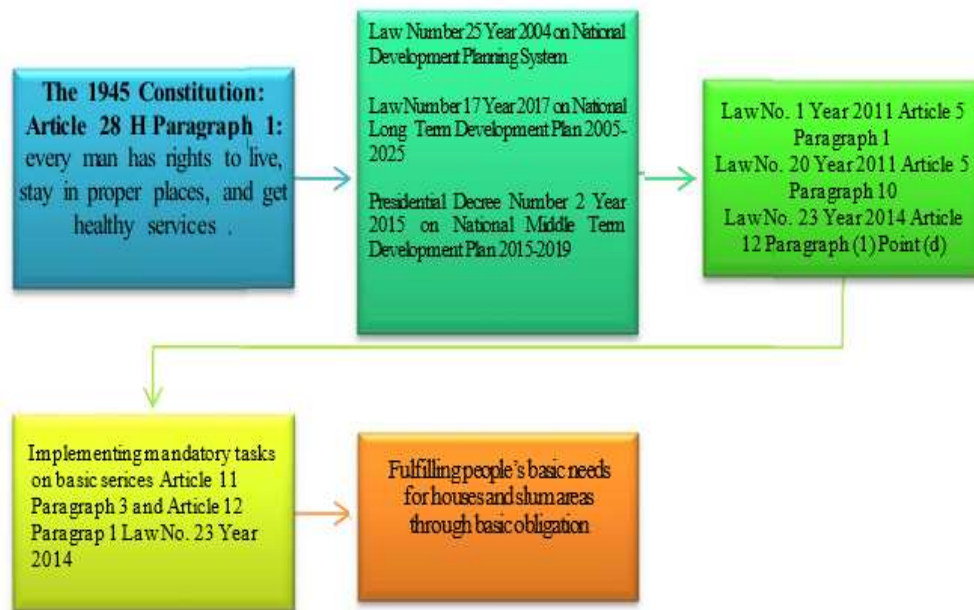 The 1945 Constitution:
Article 28 H Paragraph 1:
every man has rights to live,
stay in proper places, and get
healthy services .
Law Number 25 Year 2004 on National
Development Planning System
Law Number 17 Year 2017 on National
Long Term Development Plan 2005-
2025
Presidential Decree Number 2 Year
2015 on National Middle Term
Development Plan 2015-2019
Law No. 1 Year 2011 Article 5
Paragraph 1
Law No. 20 Year 2011 Article 5
Paragraph 10
Law No. 23 Year 2014 Article
12 Paragraph (1) Point (d)
Implementing mandatory tasks
on basic serices Article 11
Paragraph 3 and Article 12
Paragrap 1 Law No. 23 Year
2014
Fulfilling people's basic needs
for houses and slum areas
through basic obligation